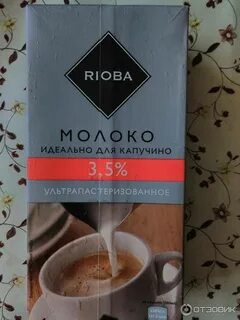 RIOBA
МОЛОКО
ИДЕАЛЬНО ДЛЯ КАПУЧИНО
3,5%
УЛЬТРАПАСТЕРИЗОВАННОЕ
ОТЗОВИК